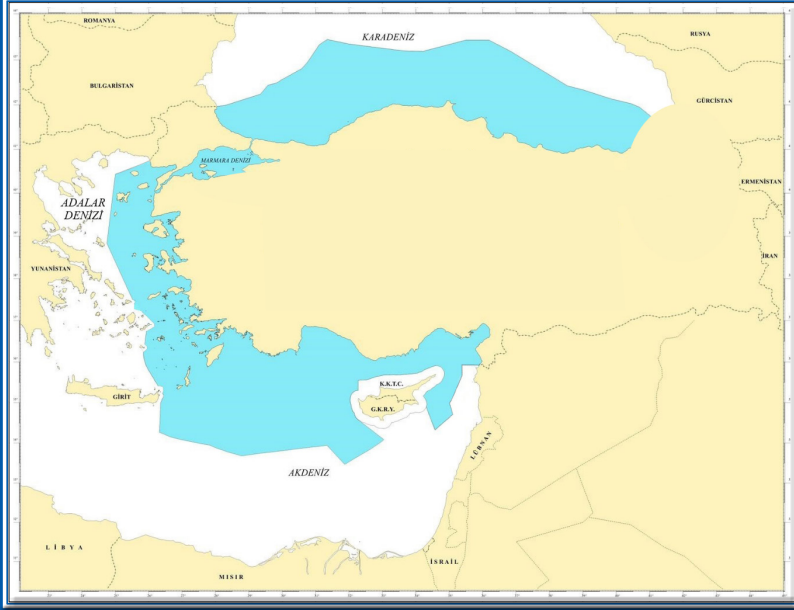 ROMANYA
RUSYA
KARADENİZ
BULGARİSTAN
GÜRCİSTAN
MARMARA DENİZİ
ERMENİSTAN
ADALAR
DENİZİ
İRAN
YUNANİSTAN
K.K.T.C.
GİRİT
G.K.R.Y.
LÜBNAN
AKDENİZ
LİBYA
İSRAİL
MISIR